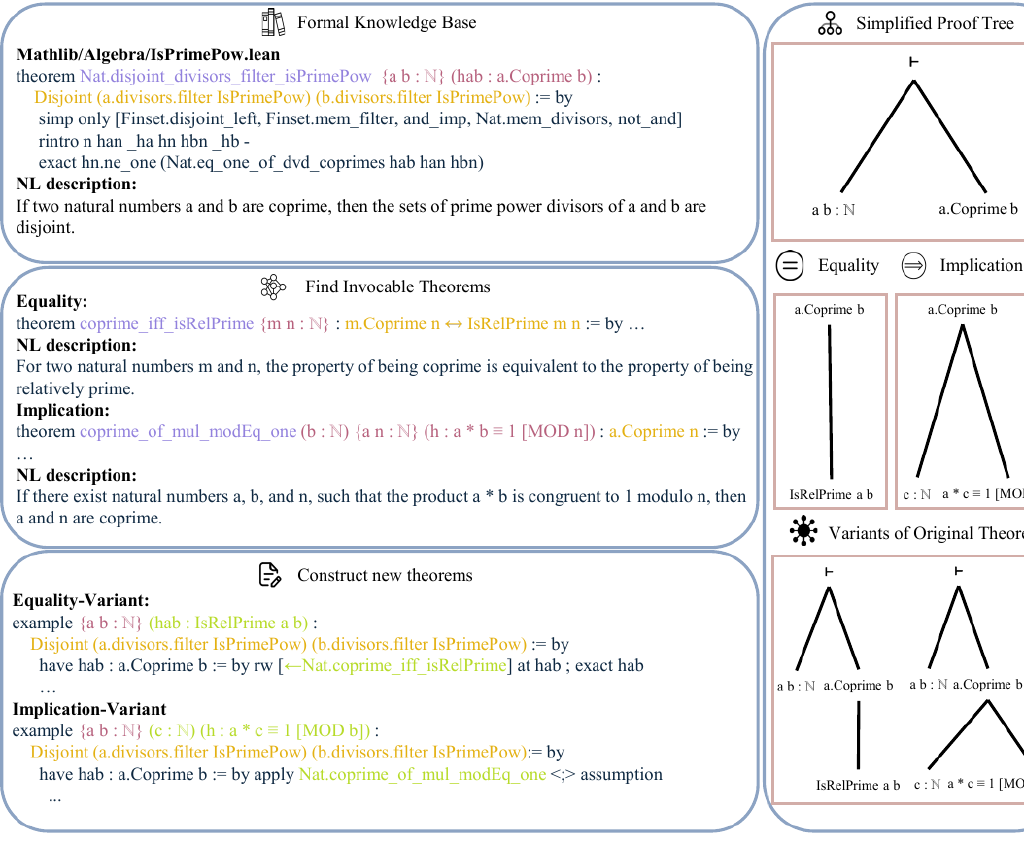 Formal Knowledge Base
Mathlib/Algebra/IsPrimePow.lean
theorem Nat.disjoint_divisors_filter_isPrimePow {a b : ℕ} (hab : a.Coprime b) :
Disjoint (a.divisors.filter IsPrimePow) (b.divisors.filter IsPrimePow) := by
simp only [Finset.disjoint_left, Finset.mem_filter, and_imp, Nat.mem_divisors, not_and]
rintro n han _ha hn hbn _hb -
exact hn.ne_one (Nat.eq_one_of_dvd_coprimes hab han hbn)
NL description:
If two natural numbers a and b are coprime, then the sets of prime power divisors of a and b are
disjoint.
Find Invocable Theorems
Equality:
theorem coprime_iff_isRelPrime {m n : ℕ} : m.Coprime n ↔ IsRelPrime m n := by …
NL description:
For two natural numbers m and n, the property of being coprime is equivalent to the property of being
relatively prime.
Implication:
theorem coprime_of_mul_modEq_one (b : ℕ) {a n : ℕ} (h : a * b ≡ 1 [MOD n]) : a.Coprime n := by
…
NL description:
If there exist natural numbers a, b, and n, such that the product a * b is congruent to 1 modulo n, then
a and n are coprime.
Construct new theorems
Equality-Variant:
example {a b : ℕ} (hab : IsRelPrime a b) :
Disjoint (a.divisors.filter IsPrimePow) (b.divisors.filter IsPrimePow) := by
have hab : a.Coprime b := by rw [←Nat.coprime_iff_isRelPrime] at hab ; exact hab
…
Implication-Variant
example {a b : ℕ} (c : ℕ) (h : a * c ≡ 1 [MOD b]) :
Disjoint (a.divisors.filter IsPrimePow) (b.divisors.filter IsPrimePow):= by
have hab : a.Coprime b := by apply Nat.coprime_of_mul_modEq_one <;> assumption
...
Simplified Proof Tree
⊢
a b : ℕ a.Coprime b
Equality Implication
a.Coprime b a.Coprime b
IsRelPrime a b c : ℕ a * c ≡ 1 [MO
Variants of Original Theore
⊢ ⊢
a b : ℕ a.Coprime b a b : ℕ a.Coprime b
IsRelPrime a b c : ℕ a * c ≡ 1 [MO